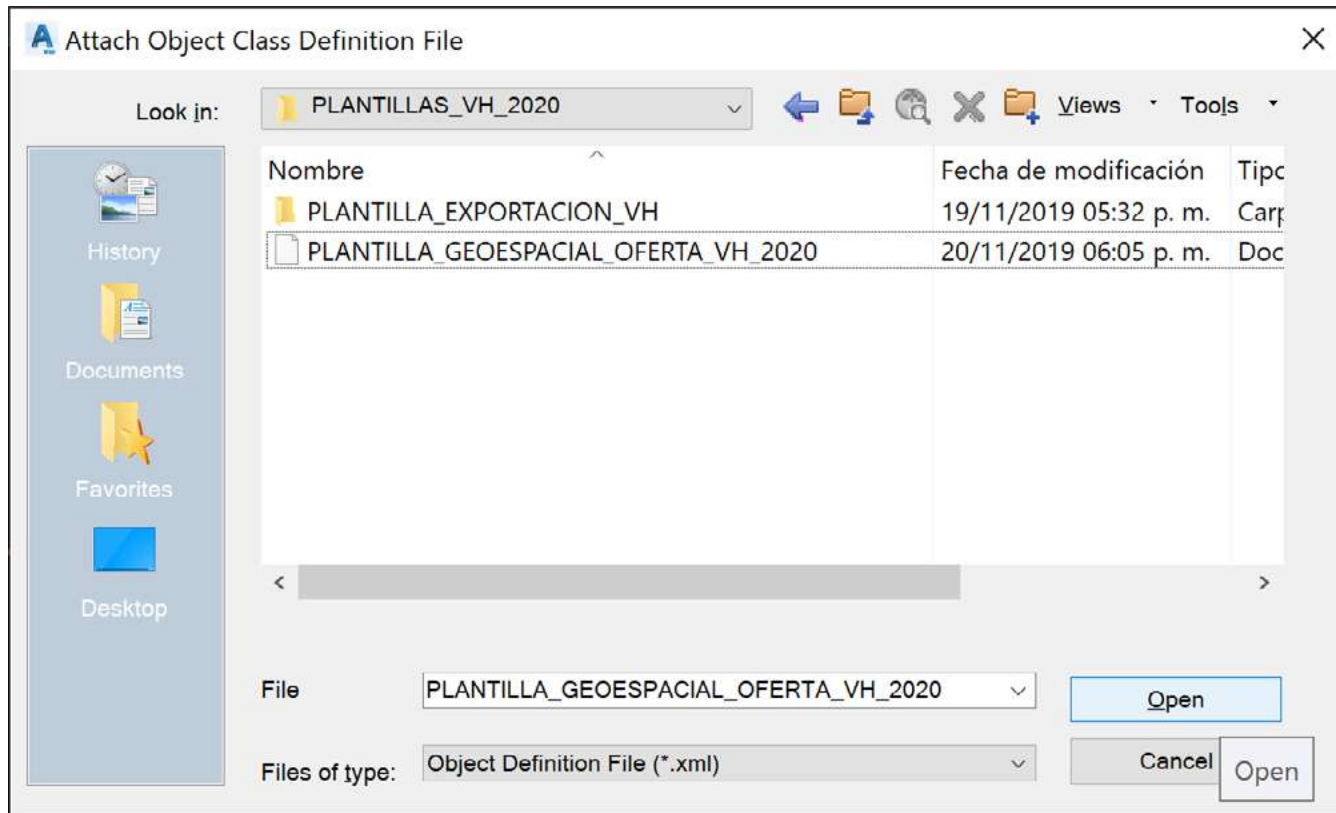 Attach Object Class Definition File
Look in: PLANTILLAS_VH_2020 Views Tools
Nombre Fecha de modificación Tipo
PLANTILLA_EXPORTACION_VH 19/11/2019 05:32 p. m. Carp
PLANTILLA_GEOESPACIAL_OFERTA_VH_2020 20/11/2019 06:05 p. m. Doc
History
Documents
Favorites
Desktop
File PLANTILLA_GEOESPACIAL_OFERTA_VH_2020 Open
Files of type: Object Definition File (*.xml) Cancel
Open